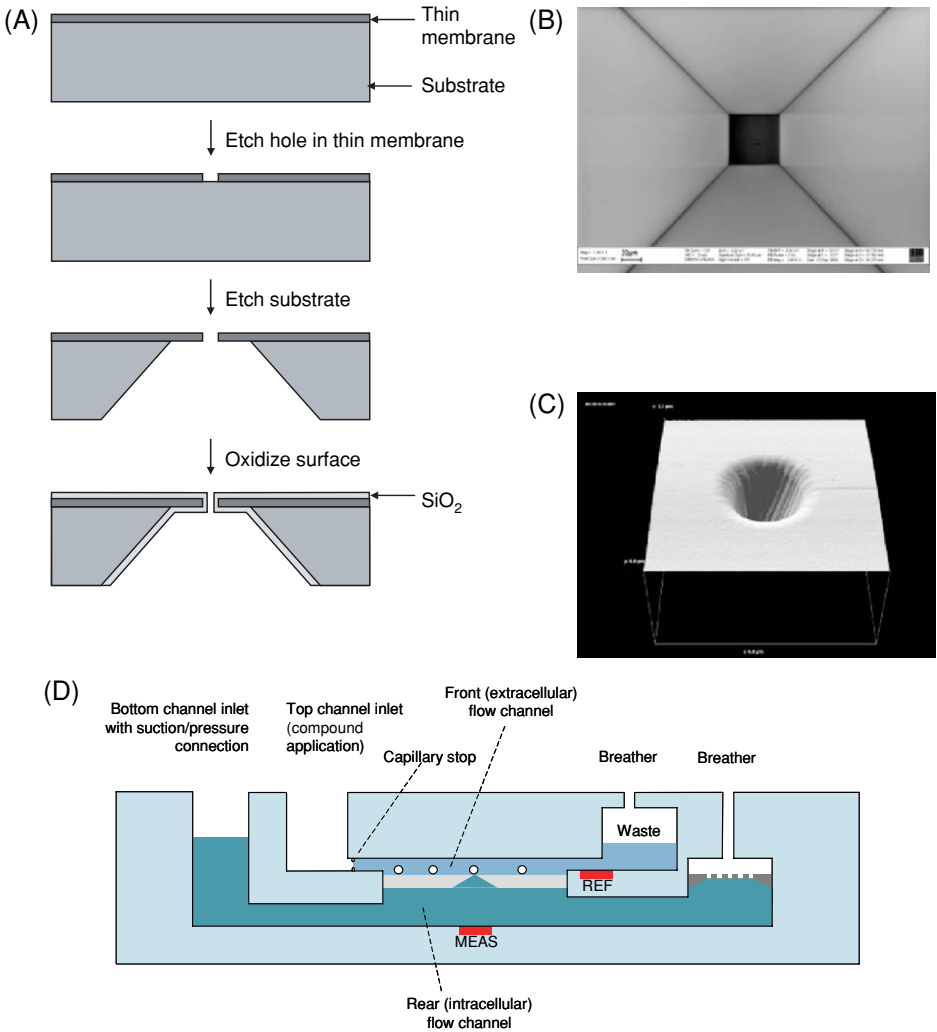 (A)
Thin
membrane
Substrate
Etch hole in thin membrane
Etch substrate
Oxidize surface
SiO₂
(B)
20µm
(C)
(D)
Bottom channel inlet
with suction/pressure
connection
Top channel inlet
(compound
application)
Capillary stop
Front (extracellular)
flow channel
Breather
Breather
Waste
REF
MEAS
Rear (intracellular)
flow channel